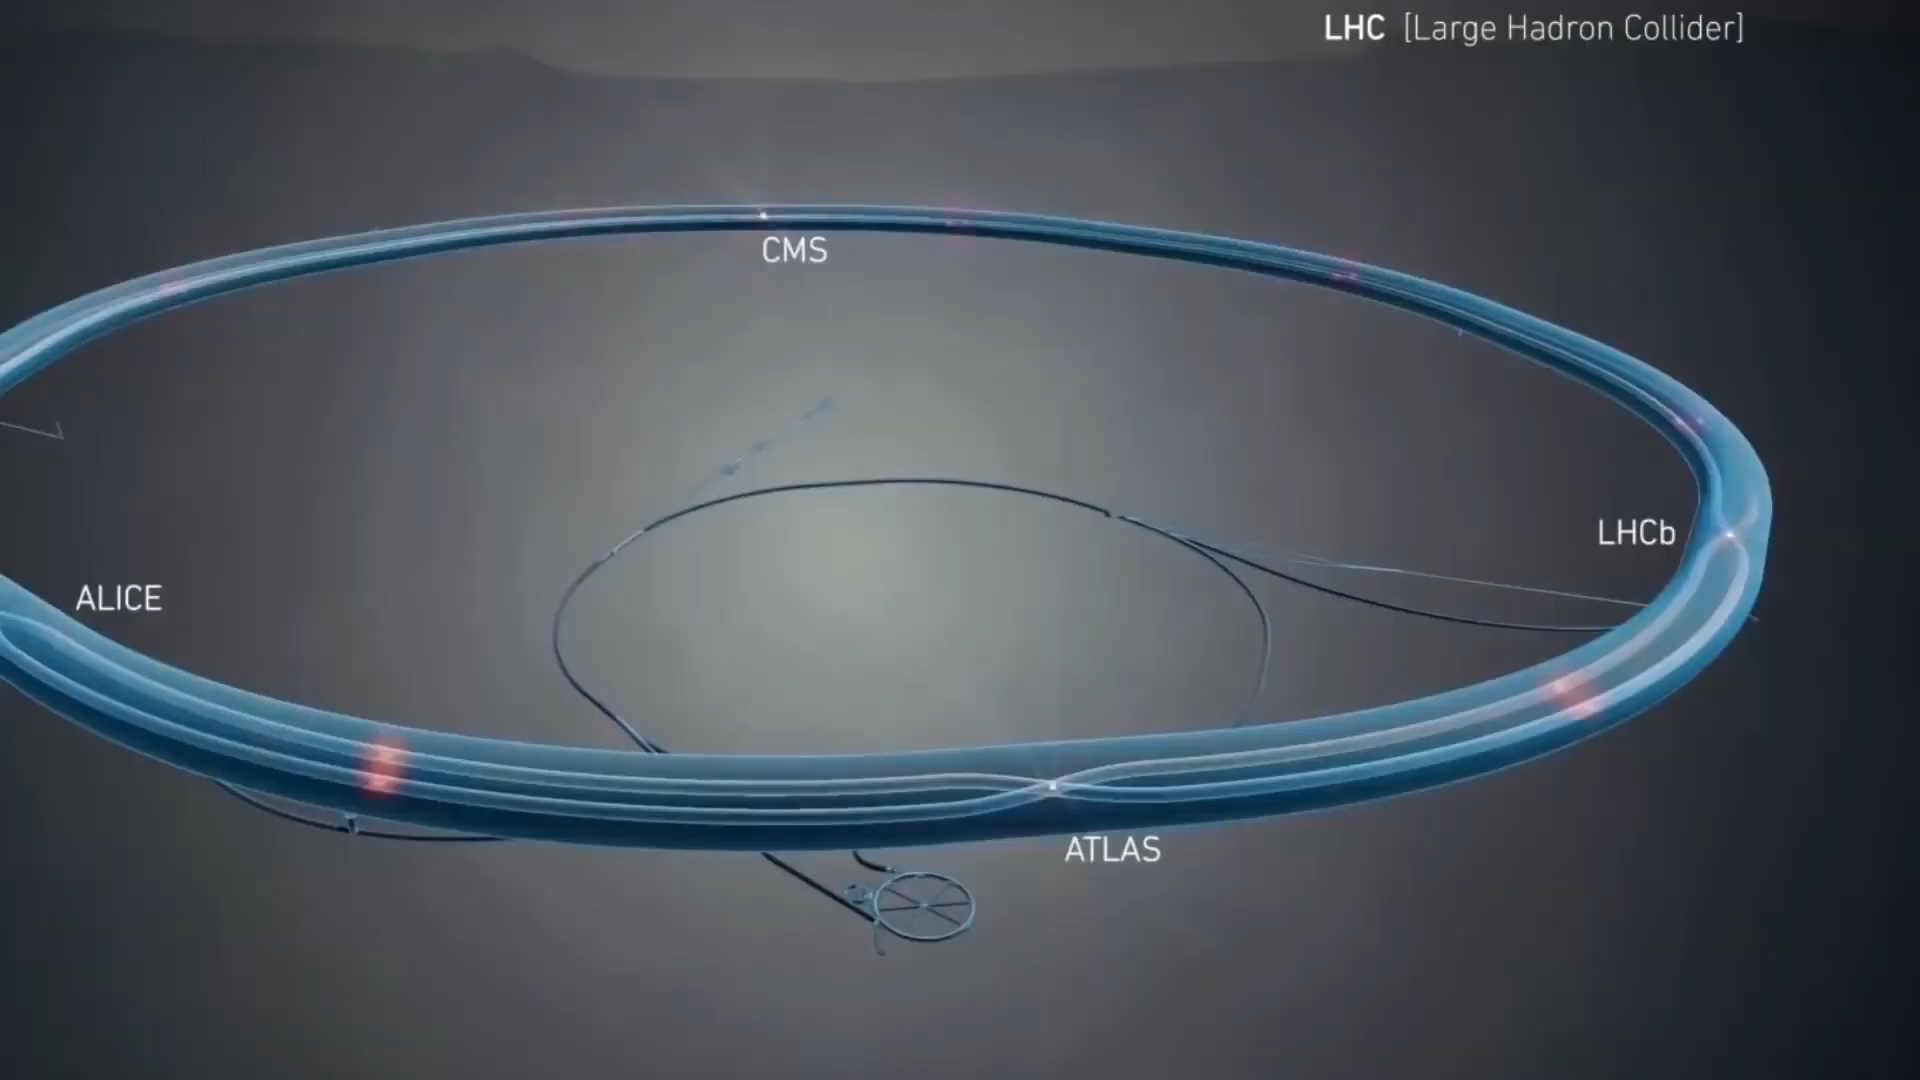 LHC [Large Hadron Collider]
CMS
LHCb
ALICE
ATLAS